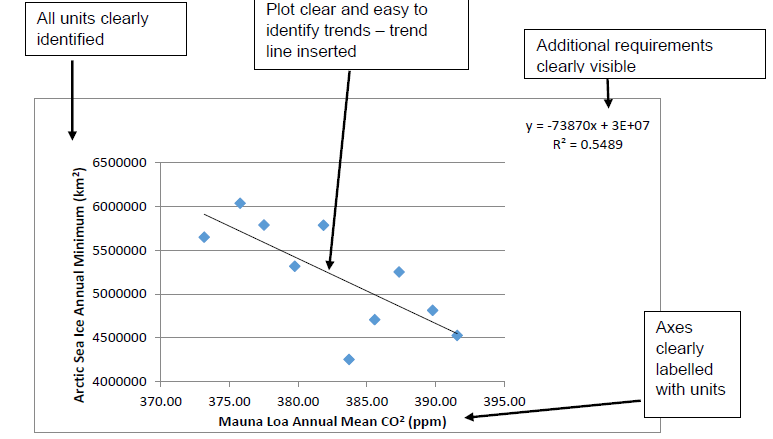 All units clearly
identified
Plot clear and easy to
identify trends – trend
line inserted
Additional requirements
clearly visible
y = -73870x + 3E+07
R² = 0.5489
Arctic Sea Ice Annual Minimum (km²)
6500000
6000000
5500000
5000000
4500000
4000000
370.00 375.00 380.00 385.00 390.00 395.00
Mauna Loa Annual Mean CO² (ppm)
Axes
clearly
labelled
with units